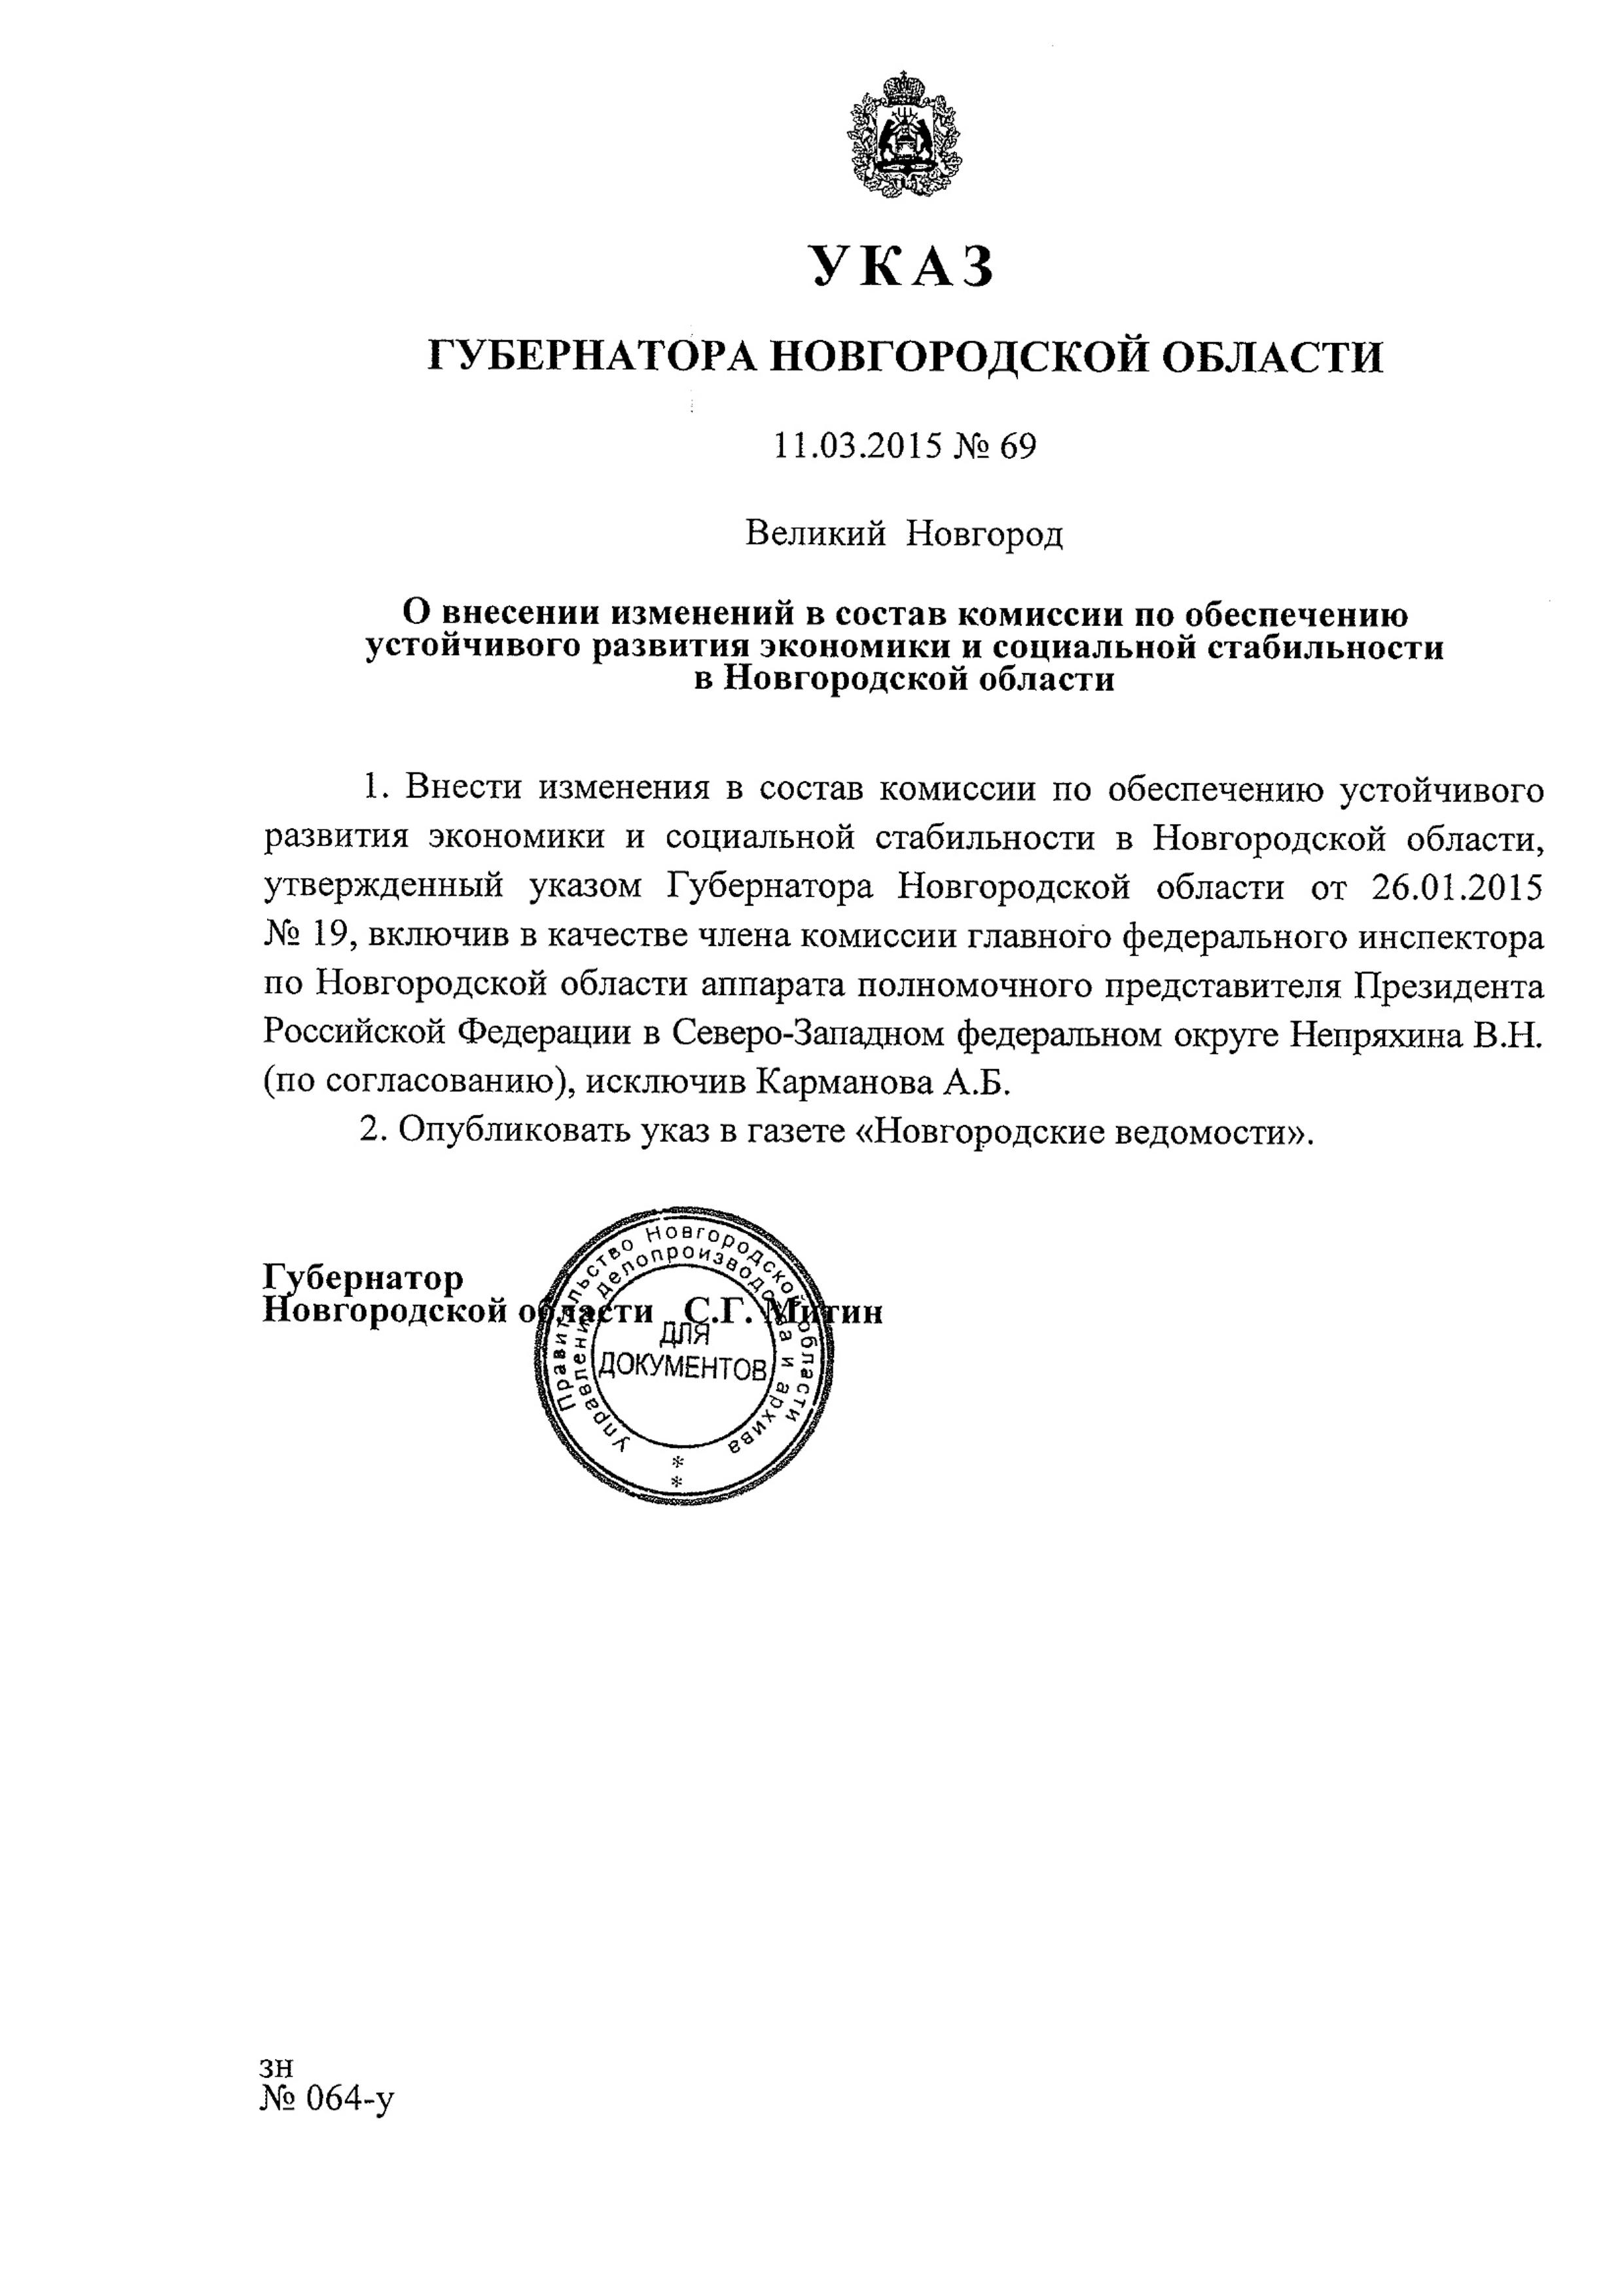 УКАЗ
ГУБЕРНАТОРА НОВГОРОДСКОЙ ОБЛАСТИ
11.03.2015 № 69
Великий Новгород
О внесении изменений в состав комиссии по обеспечению
устойчивого развития экономики и социальной стабильности
в Новгородской области
1. Внести изменения в состав комиссии по обеспечению устойчивого
развития экономики и социальной стабильности в Новгородской области,
утвержденный указом Губернатора Новгородской области от 26.01.2015
№ 19, включив в качестве члена комиссии главного федерального инспектора
по Новгородской области аппарата полномочного представителя Президента
Российской Федерации в Северо-Западном федеральном округе Непряхина В.Н.
(по согласованию), исключив Карманова А.Б.
2. Опубликовать указ в газете «Новгородские ведомости».
Губернатор
Новгородской области С.Г. Митин
Правительство Новгородской области
Управление делопроизводства и архива
ДЛЯ
ДОКУМЕНТОВ
*
*
зн
№ 064-у